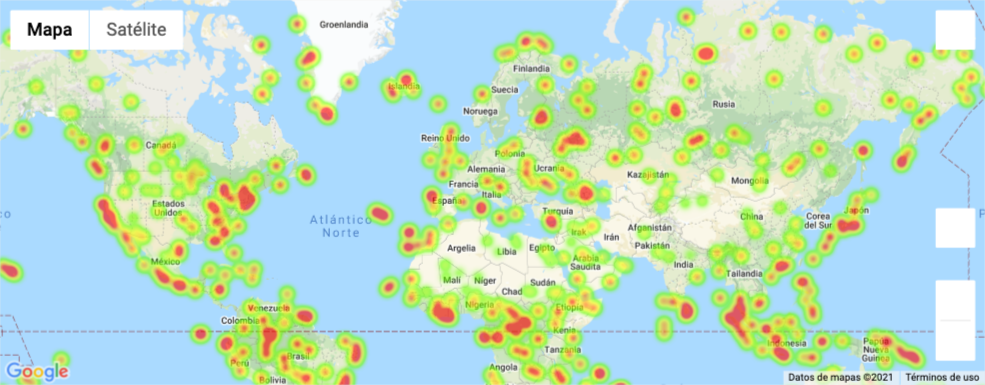 Mapa Satélite
Groenlandia
Islandia
Finlandia
Suecia
Noruega
Rusia
Reino Unido
Canadá
Polonia
Alemania
Ucrania
Kazajistán
Francia
Mongolia
Italia
España
Estados
Unidos
Turquía
China
Corea
del Sur
Japón
Atlántico
Norte
Afganistán
Irak
Irán
Pakistán
Argelia
Libia
Egipto
Arabia
Saudita
México
India
Malí
Níger
Sudán
Tailandia
Chad
Nigeria
Etiopía
Venezuela
Colombia
Kenia
Indonesia
Papúa
Nueva
Guinea
Tanzania
Brasil
Perú
Angola
Bolivia
Google
Datos de mapas ©2021 Términos de uso